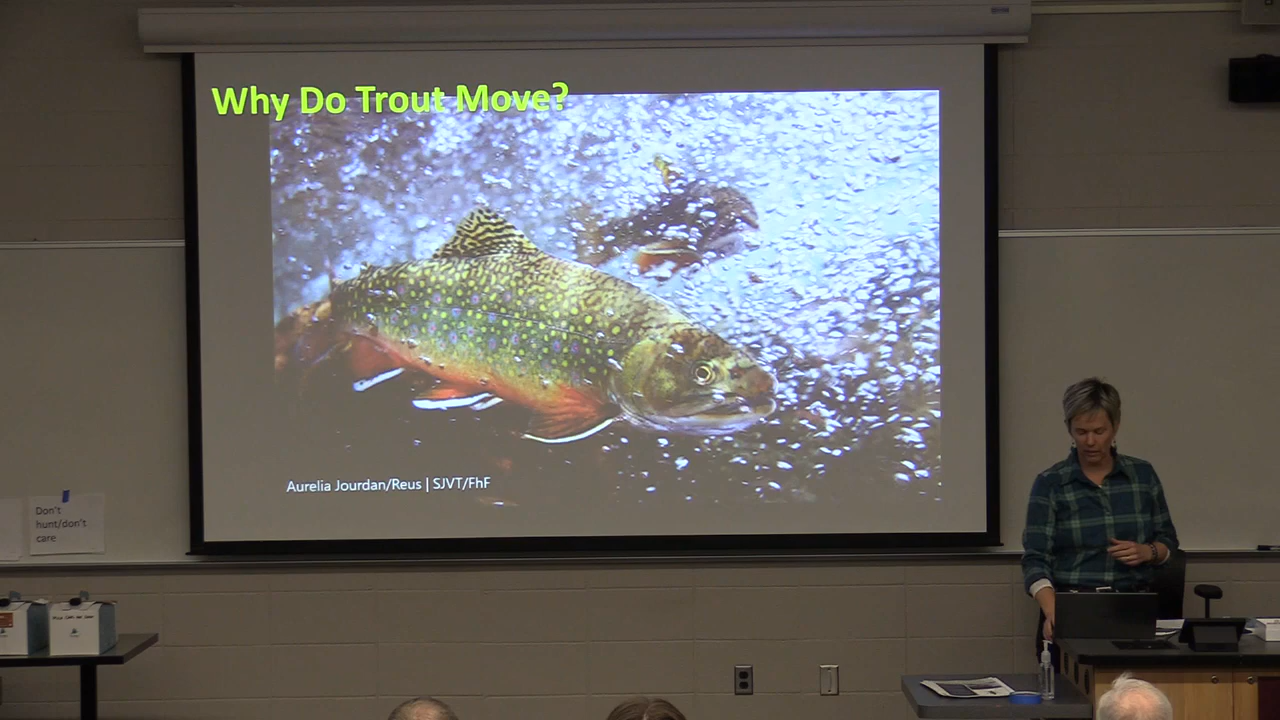 Why Do Trout Move?
Aurelia Jourdan/Reus | SJVT/FhF
Don't
hunt/don't
care